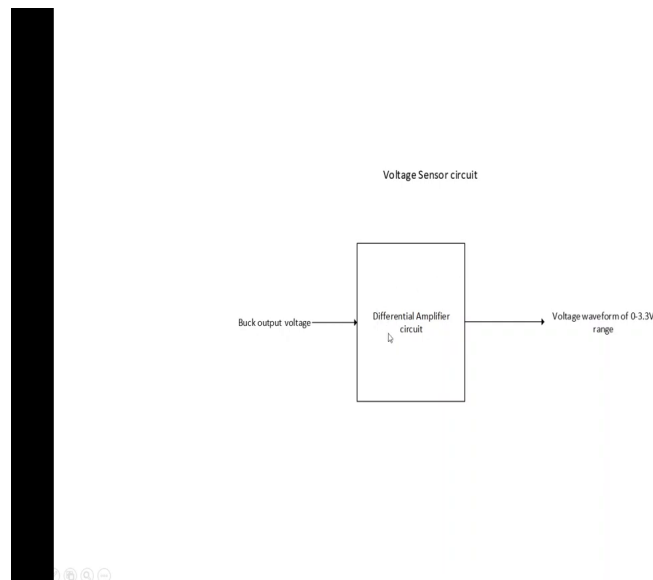 Voltage Sensor circuit
Buck output voltage
Differential Amplifier
circuit
Voltage waveform of 0-3.3V
range